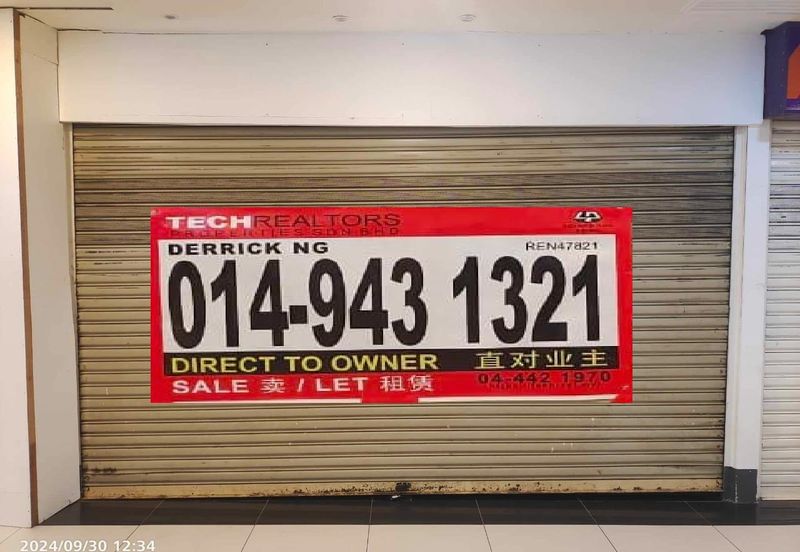 TECHREALTORS
PROPERTIES SDN BHD
DERRICK NG
REN47821
014-943 1321
DIRECT TO OWNER 直对业主
SALE 卖 / LET 租赁
04-442 1970
2024/09/30 12:34